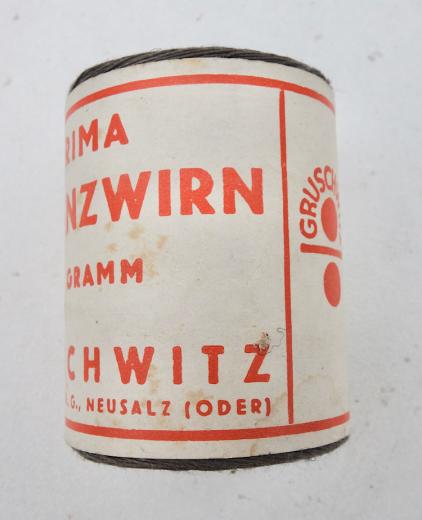 RIMA
NZWIRN
GRAMM
CHWITZ
G., NEUSALZ (ODER)
GRUSCH